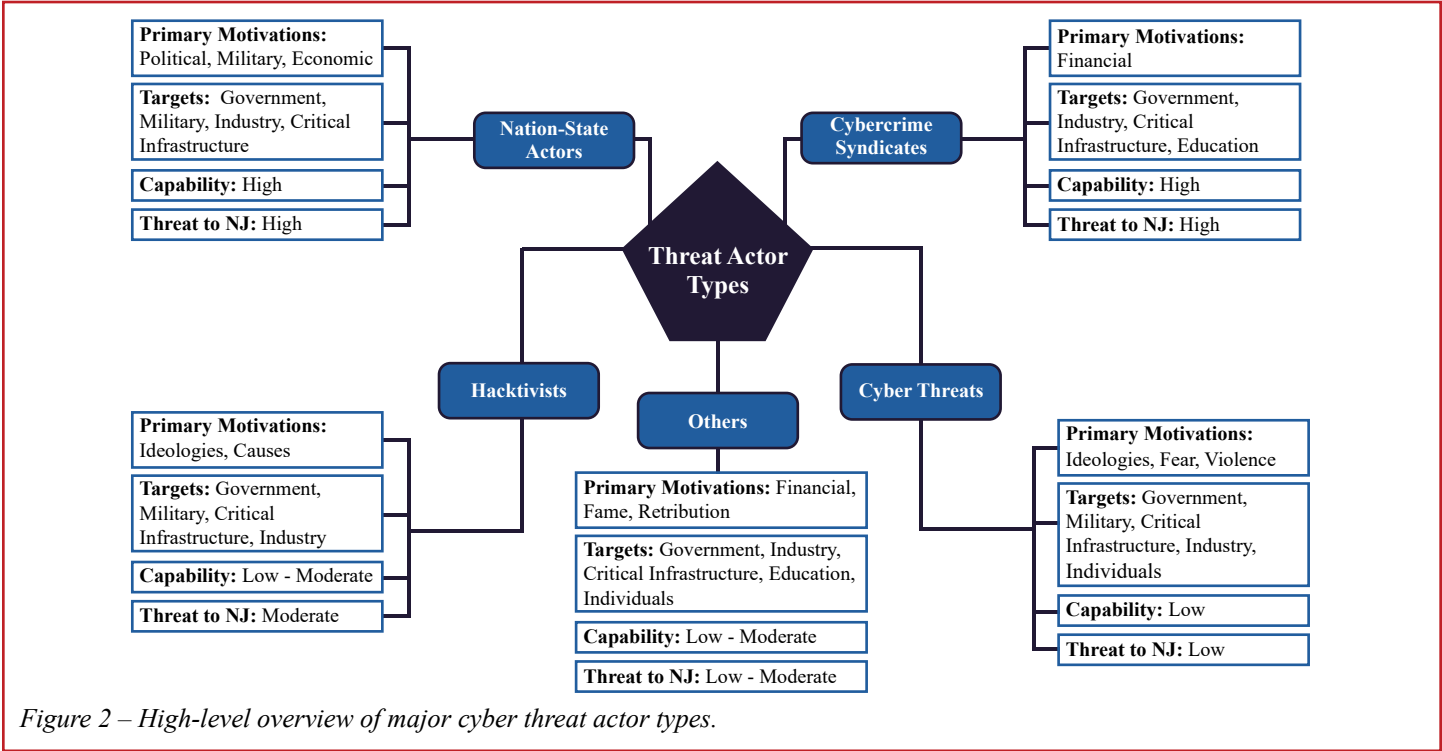 Primary Motivations:
Political, Military, Economic
Targets: Government,
Military, Industry, Critical
Infrastructure
Capability: High
Threat to NJ: High
Nation-State
Actors
Cybercrime
Syndicates
Primary Motivations:
Financial
Targets: Government,
Industry, Critical
Infrastructure, Education
Capability: High
Threat to NJ: High
Threat Actor
Types
Hacktivists
Primary Motivations:
Ideologies, Causes
Targets: Government,
Military, Critical
Infrastructure, Industry
Capability: Low - Moderate
Threat to NJ: Moderate
Others
Primary Motivations: Financial,
Fame, Retribution
Targets: Government, Industry,
Critical Infrastructure, Education,
Individuals
Capability: Low - Moderate
Threat to NJ: Low - Moderate
Cyber Threats
Primary Motivations:
Ideologies, Fear, Violence
Targets: Government,
Military, Critical
Infrastructure, Industry,
Individuals
Capability: Low
Threat to NJ: Low
Figure 2 – High-level overview of major cyber threat actor types.